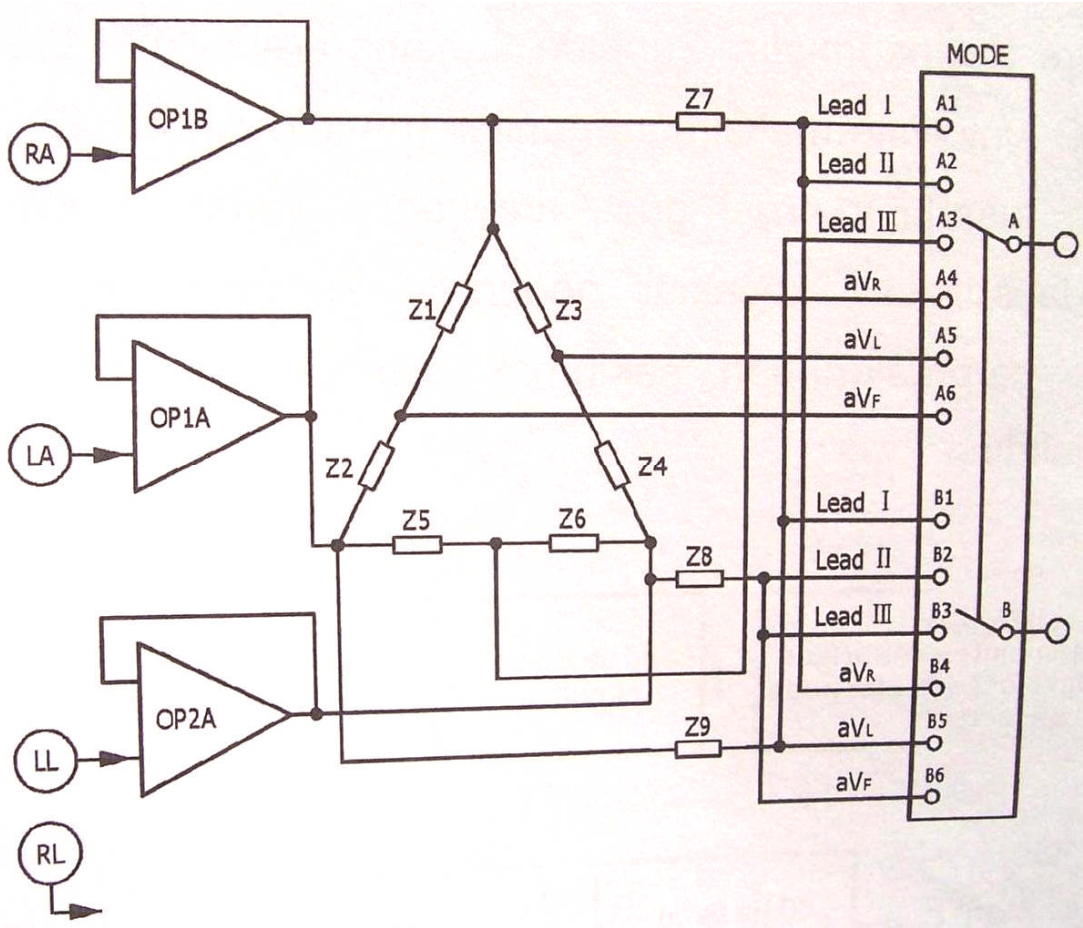 MODE
OP1B
RA
Z7
Lead I A1
Lead II A2
Lead III A3
A
aVR A4
Z1
Z3
aVL A5
OP1A
aVF A6
LA
Z2
Z4
Lead I B1
Z5
Z6
Z8
Lead II B2
Lead III B3
B
aVR B4
OP2A
Z9
aVL B5
LL
aVF B6
RL